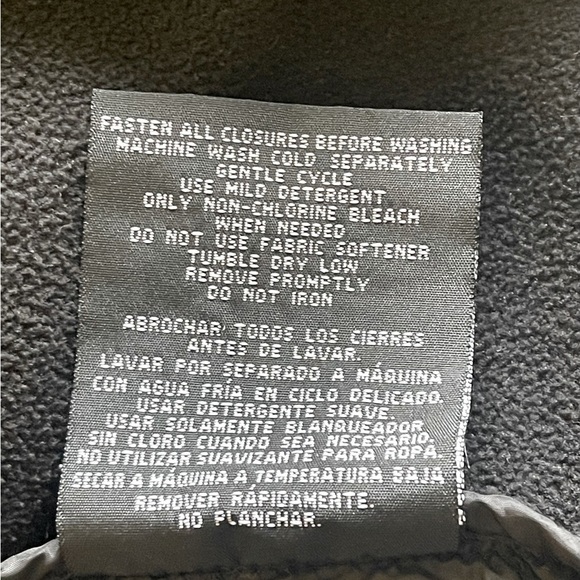 FASTEN ALL CLOSURES BEFORE WASHING
MACHINE WASH COLD SEPARATELY
GENTLE CYCLE
USE MILD DETERGENT
ONLY NON-CHLORINE BLEACH
WHEN NEEDED
DO NOT USE FABRIC SOFTENER
TUMBLE DRY LOW
REMOVE PROMPTLY
DO NOT IRON
ABROCHAR TODOS LOS CIERRES
ANTES DE LAVAR.
LAVAR POR SEPARADO A MÁQUINA
CON AGUA FRÍA EN CICLO DELICADO.
USAR DETERGENTE SUAVE.
USAR SOLAMENTE BLANQUEADOR
SIN CLORO CUANDO SEA NECESARIO.
NO UTILIZAR SUAVIZANTE PARA ROPA.
SECAR A MÁQUINA A TEMPERATURA BAJA
REMOVER RÁPIDAMENTE.
NO PLANCHAR.